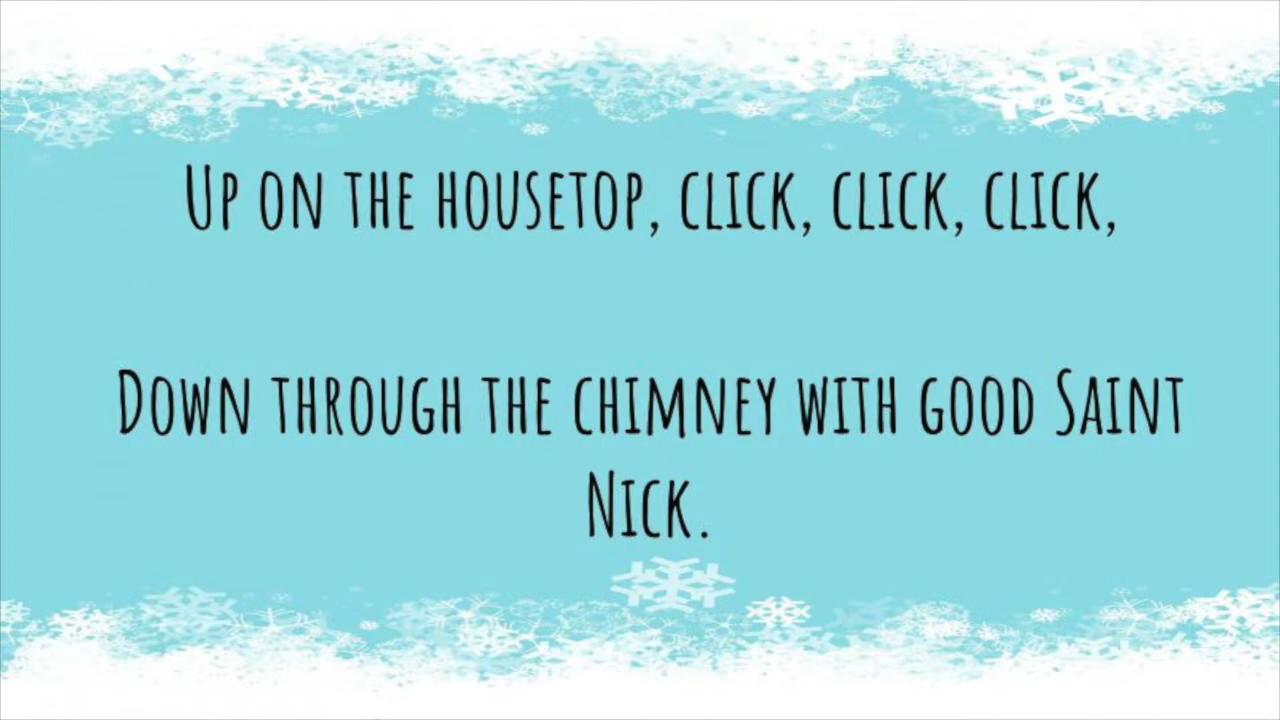 Up on the housetop, click, click, click,
Down through the chimney with good Saint
Nick.